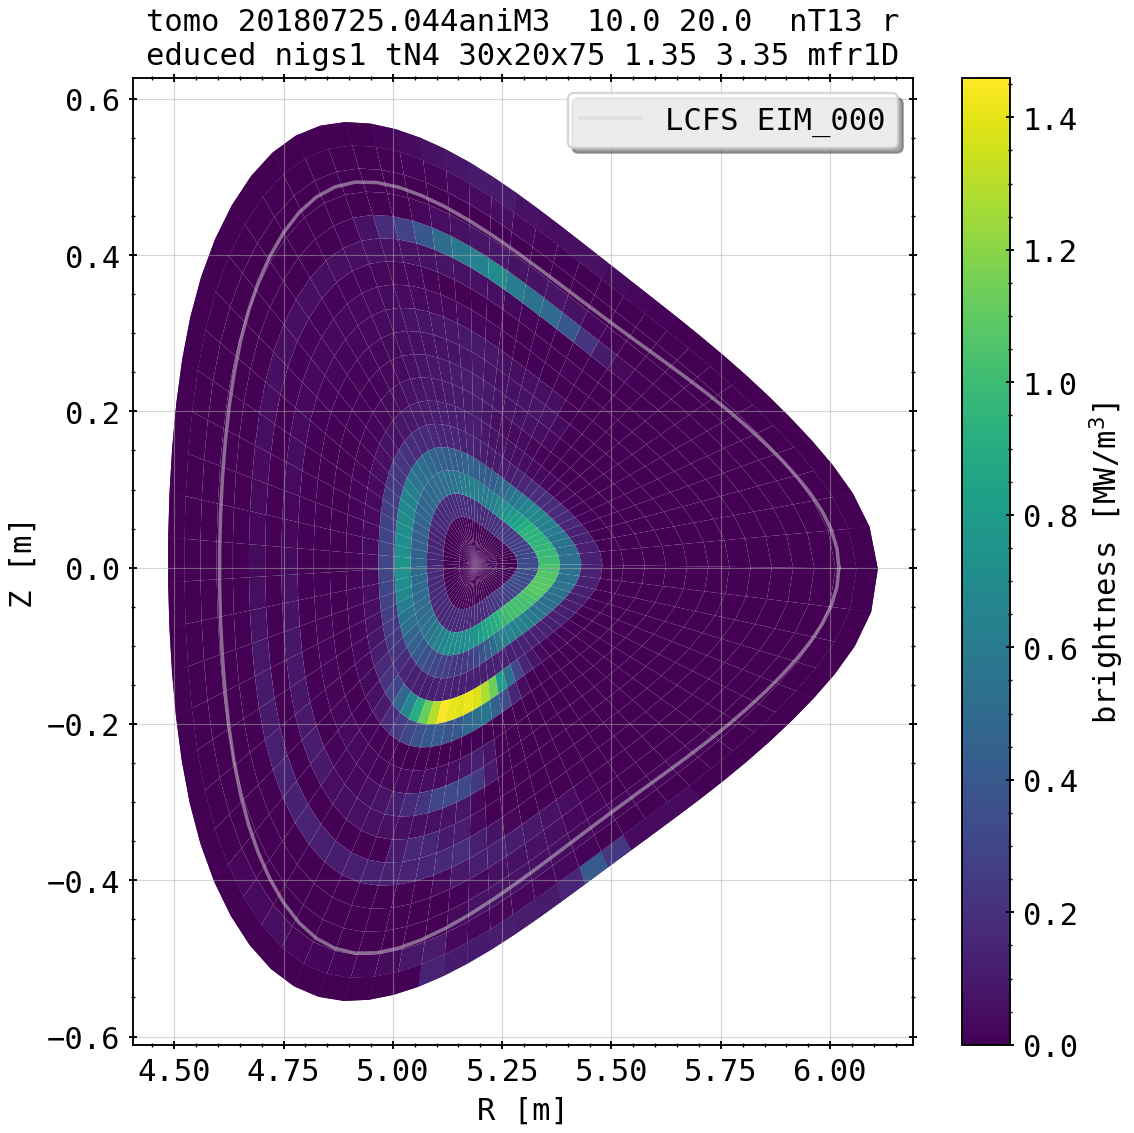 tomo 20180725.044aniM3  10.0 20.0  nT13 r
educed nigs1 tN4 30x20x75 1.35 3.35 mfr1D
LCFS EIM_000
0.6
0.4
0.2
0.0
−0.2
−0.4
−0.6
Z [m]
4.50 4.75 5.00 5.25 5.50 5.75 6.00
R [m]
1.4
1.2
1.0
0.8
0.6
0.4
0.2
0.0
brightness [MW/m³]